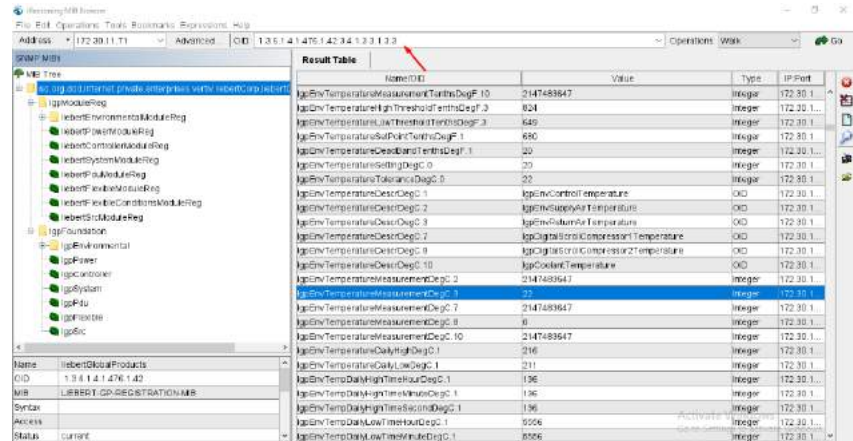 iReasoning MIB Browser
File Edit Operations Tools Bookmarks Expressions Help
Address: 172.30.11.71 Advanced... OID: 1.3.6.1.4.1.476.1.42.3.4.1.3.3.1.3.3 Operations: Walk Go
SNMP MIBs
MIB Tree
iso.org.dod.internet.private.enterprises.vertiv.liebertCorp.liebertG
lgpModuleReg
liebertEnvironmentalModuleReg
liebertPowerModuleReg
liebertControllerModuleReg
liebertSystemModuleReg
liebertPduModuleReg
liebertFlexibleModuleReg
liebertFlexibleConditionsModuleReg
liebertSrcModuleReg
lgpFoundation
lgpEnvironmental
lgpPower
lgpController
lgpSystem
lgpPdu
lgpFlexible
lgpSrc
Name liebertGlobalProducts
OID 1.3.6.1.4.1.476.1.42
MIB LIEBERT-GP-REGISTRATION-MIB
Syntax
Access
Status current
Result Table
Name/OID Value Type IP:Port
lgpEnvTemperatureMeasurementTenthsDegF.10 2147483647 Integer 172.30.1...
lgpEnvTemperatureHighThresholdTenthsDegF.3 824 Integer 172.30.1...
lgpEnvTemperatureLowThresholdTenthsDegF.3 649 Integer 172.30.1...
lgpEnvTemperatureSetPointTenthsDegF.1 680 Integer 172.30.1...
lgpEnvTemperatureDeadBandTenthsDegF.1 20 Integer 172.30.1...
lgpEnvTemperatureSettingDegC.0 20 Integer 172.30.1...
lgpEnvTemperatureToleranceDegC.0 22 Integer 172.30.1...
lgpEnvTemperatureDescrDegC.1 lgpEnvControlTemperature OID 172.30.1...
lgpEnvTemperatureDescrDegC.2 lgpEnvSupplyAirTemperature OID 172.30.1...
lgpEnvTemperatureDescrDegC.3 lgpEnvReturnAirTemperature OID 172.30.1...
lgpEnvTemperatureDescrDegC.7 lgpDigitalScrollCompressor1Temperature OID 172.30.1...
lgpEnvTemperatureDescrDegC.8 lgpDigitalScrollCompressor2Temperature OID 172.30.1...
lgpEnvTemperatureDescrDegC.10 lgpCoolantTemperature OID 172.30.1...
lgpEnvTemperatureMeasurementDegC.2 2147483647 Integer 172.30.1...
lgpEnvTemperatureMeasurementDegC.3 22 Integer 172.30.1...
lgpEnvTemperatureMeasurementDegC.7 2147483647 Integer 172.30.1...
lgpEnvTemperatureMeasurementDegC.8 0 Integer 172.30.1...
lgpEnvTemperatureMeasurementDegC.10 2147483647 Integer 172.30.1...
lgpEnvTemperatureDailyHighDegC.1 216 Integer 172.30.1...
lgpEnvTemperatureDailyLowDegC.1 211 Integer 172.30.1...
lgpEnvTempDailyHighTimeHourDegC.1 136 Integer 172.30.1...
lgpEnvTempDailyHighTimeMinuteDegC.1 136 Integer 172.30.1...
lgpEnvTempDailyHighTimeSecondDegC.1 136 Integer 172.30.1...
lgpEnvTempDailyLowTimeHourDegC.1 Integer 172.30.1...
lgpEnvTempDailyLowTimeMinuteDegC.1 Integer 172.30.1...
Activate Windows
Go to Settings to activate Windows.